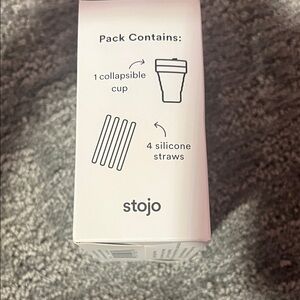 Pack Contains:
1 collapsible
cup
4 silicone
straws
stojo